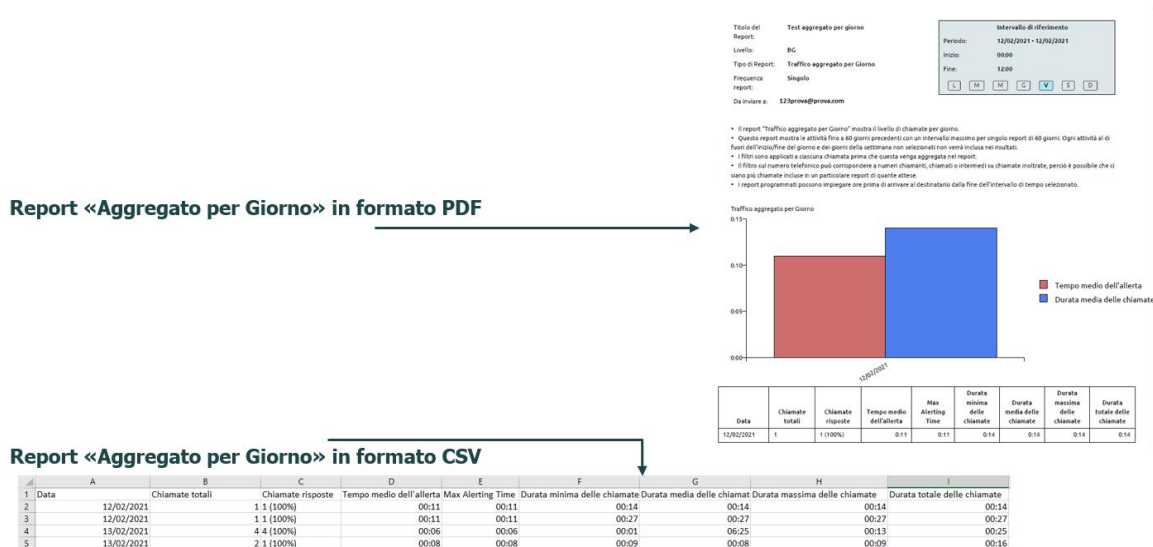 Titolo del Report: Test aggregato per giorno
Livello: BG
Tipo di Report: Traffico aggregato per Giorno
Frequenza report: Singolo
Da inviare a: 123prova@prova.com
Intervallo di riferimento
Periodo: 12/02/2021 - 12/02/2021
Inizio: 00:00
Fine: 12:00
L M M G V S D
• Il report "Traffico aggregato per Giorno" mostra il livello di chiamate per giorno.
• Questo report mostra le attività fino a 60 giorni precedenti con un intervallo massimo per singolo report di 60 giorni. Ogni attività al di
fuori dell'inizio/fine del giorno e dei giorni della settimana non selezionati non verrà inclusa nei risultati.
• I filtri sono applicati a ciascuna chiamata prima che questa venga aggregata nel report.
• Il filtro sul numero telefonico può corrispondere a numeri chiamanti, chiamati o intermedi su chiamate inoltrate, perciò è possibile che ci
siano più chiamate incluse in un particolare report di quante attese.
• I report programmati possono impiegare ore prima di arrivare al destinatario dalla fine dell'intervallo di tempo selezionato.
Report «Aggregato per Giorno» in formato PDF
Traffico aggregato per Giorno
0:15
0:10
0:05
0:00
12/02/2021
Tempo medio dell'allerta
Durata media delle chiamate
Data Chiamate totali Chiamate risposte Tempo medio dell'allerta Max Alerting Time Durata minima delle chiamate Durata media delle chiamate Durata massima delle chiamate Durata totale delle chiamate
12/02/2021 1 1 (100%) 0:11 0:11 0:14 0:14 0:14 0:14
Report «Aggregato per Giorno» in formato CSV
A B C D E F G H I
1 Data Chiamate totali Chiamate risposte Tempo medio dell'allerta Max Alerting Time Durata minima delle chiamate Durata media delle chiamat Durata massima delle chiamate Durata totale delle chiamate
2 12/02/2021 1 1 (100%) 00:11 00:11 00:14 00:14 00:14 00:14
3 12/02/2021 1 1 (100%) 00:11 00:11 00:27 00:27 00:27 00:27
4 13/02/2021 4 4 (100%) 00:06 00:06 00:01 06:25 00:13 00:25
5 13/02/2021 2 1 (100%) 00:08 00:08 00:09 00:08 00:09 00:16